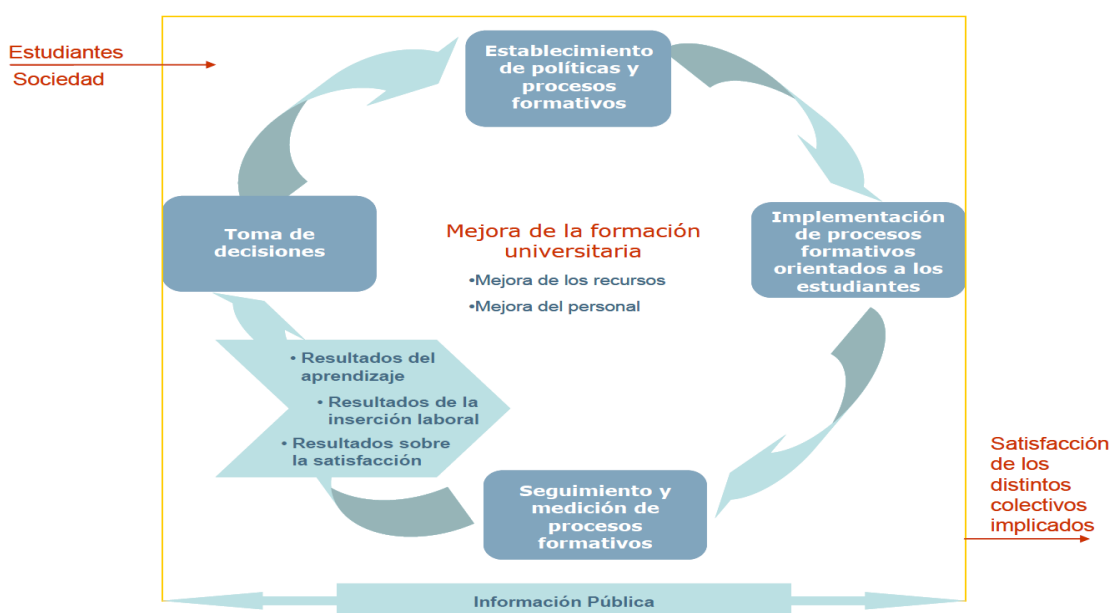 Estudiantes
Sociedad
Establecimiento
de políticas y
procesos
formativos
Toma de
decisiones
Mejora de la formación
universitaria
•Mejora de los recursos
•Mejora del personal
Implementación
de procesos
formativos
orientados a los
estudiantes
• Resultados del
aprendizaje
• Resultados de la
inserción laboral
• Resultados sobre
la satisfacción
Seguimiento y
medición de
procesos
formativos
Satisfacción
de los
distintos
colectivos
implicados
Información Pública